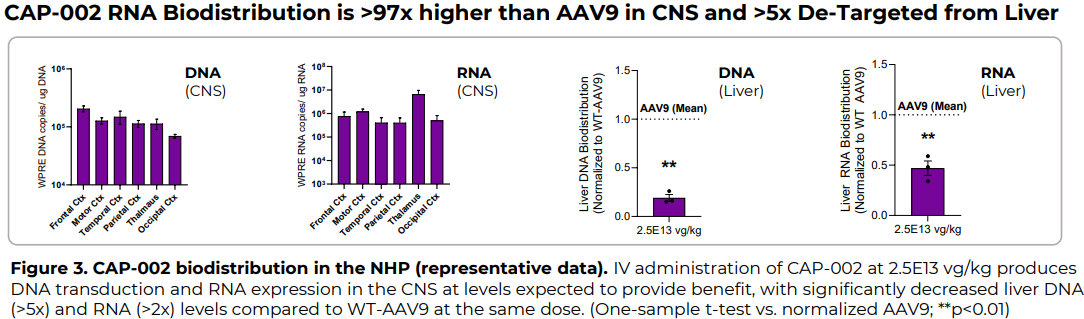 CAP-002 RNA Biodistribution is >97x higher than AAV9 in CNS and >5x De-Targeted from Liver
WPRE DNA copies/ ug DNA
10⁶
10⁵
10⁴
DNA
(CNS)
Frontal Ctx
Motor Ctx
Temporal Ctx
Parietal Ctx
Thalmaus
Occipital Ctx
WPRE RNA copies/ ug RNA
10⁸
10⁷
10⁶
10⁵
10⁴
10³
RNA
(CNS)
Frontal Ctx
Motor Ctx
Temporal Ctx
Parietal Ctx
Thalamus
Occipital Ctx
Liver DNA Biodistribution
(Normalized to WT-AAV9)
1.5
1.0
0.5
0.0
DNA
(Liver)
AAV9 (Mean)
**
2.5E13 vg/kg
Liver RNA Biodistribution
(Normalized to WT AAV9)
1.5
1.0
0.5
0.0
RNA
(Liver)
AAV9 (Mean)
**
2.5E13 vg/kg
Figure 3. CAP-002 biodistribution in the NHP (representative data). IV administration of CAP-002 at 2.5E13 vg/kg produces
DNA transduction and RNA expression in the CNS at levels expected to provide benefit, with significantly decreased liver DNA
(>5x) and RNA (>2x) levels compared to WT-AAV9 at the same dose. (One-sample t-test vs. normalized AAV9; **p<0.01)